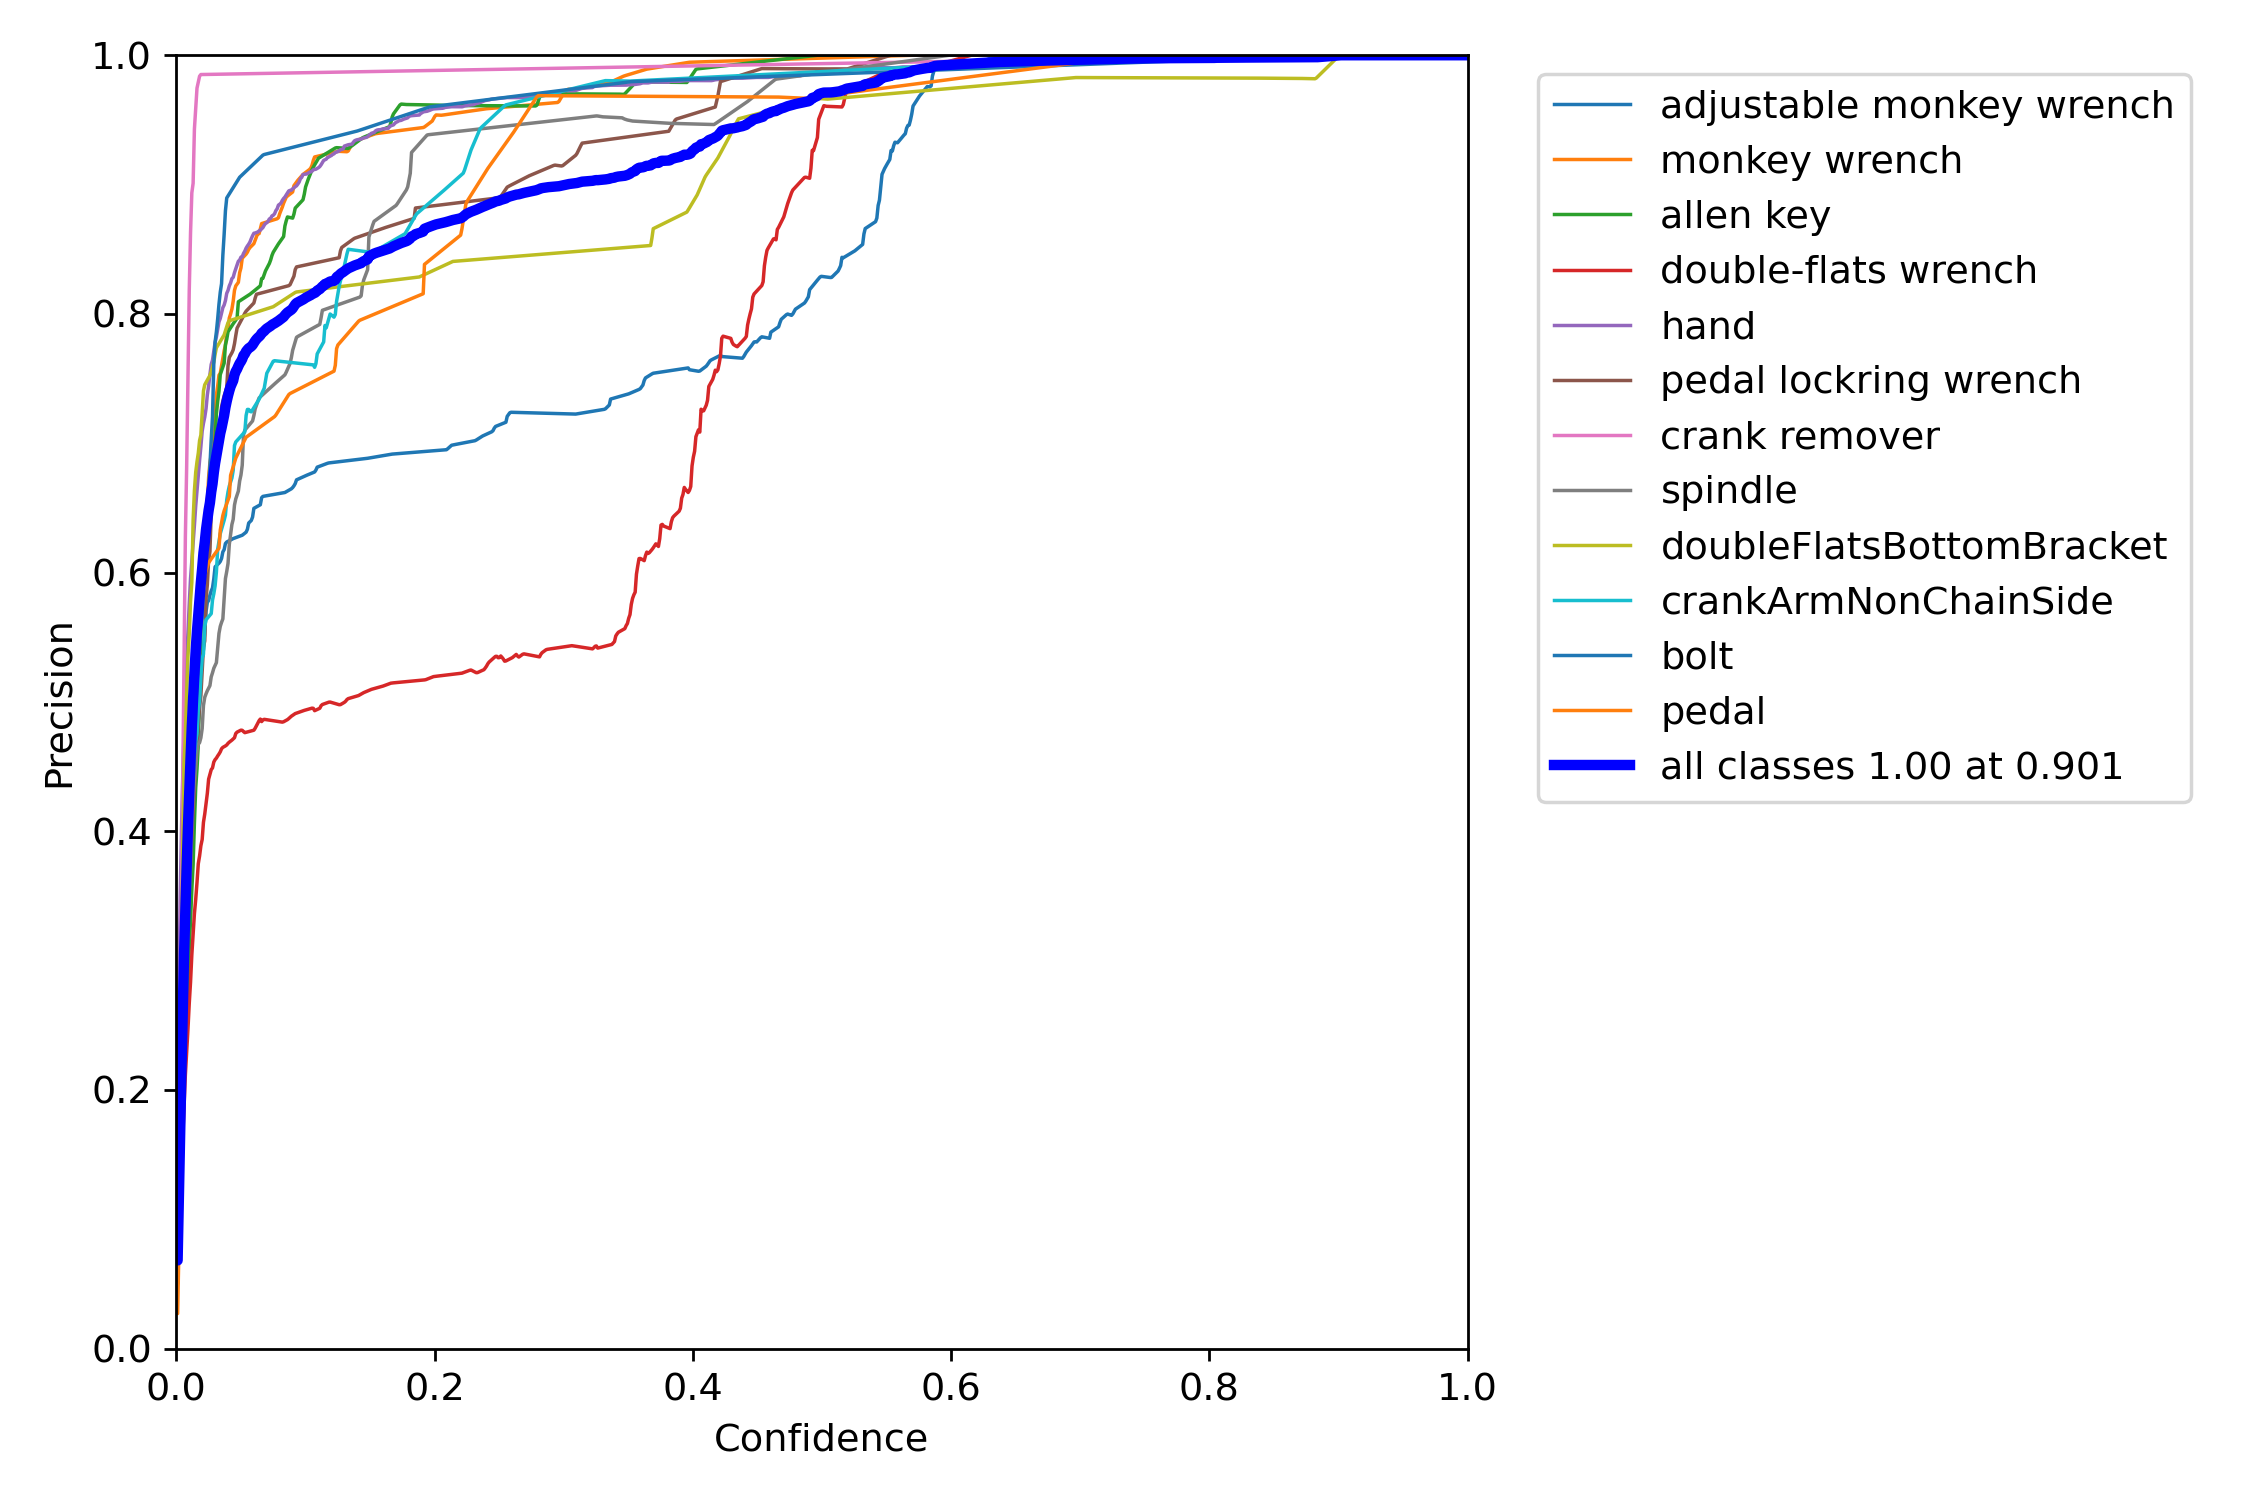 1.0
0.8
0.6
0.4
0.2
0.0
0.0 0.2 0.4 0.6 0.8 1.0
Precision
Confidence
adjustable monkey wrench
monkey wrench
allen key
double-flats wrench
hand
pedal lockring wrench
crank remover
spindle
doubleFlatsBottomBracket
crankArmNonChainSide
bolt
pedal
all classes 1.00 at 0.901